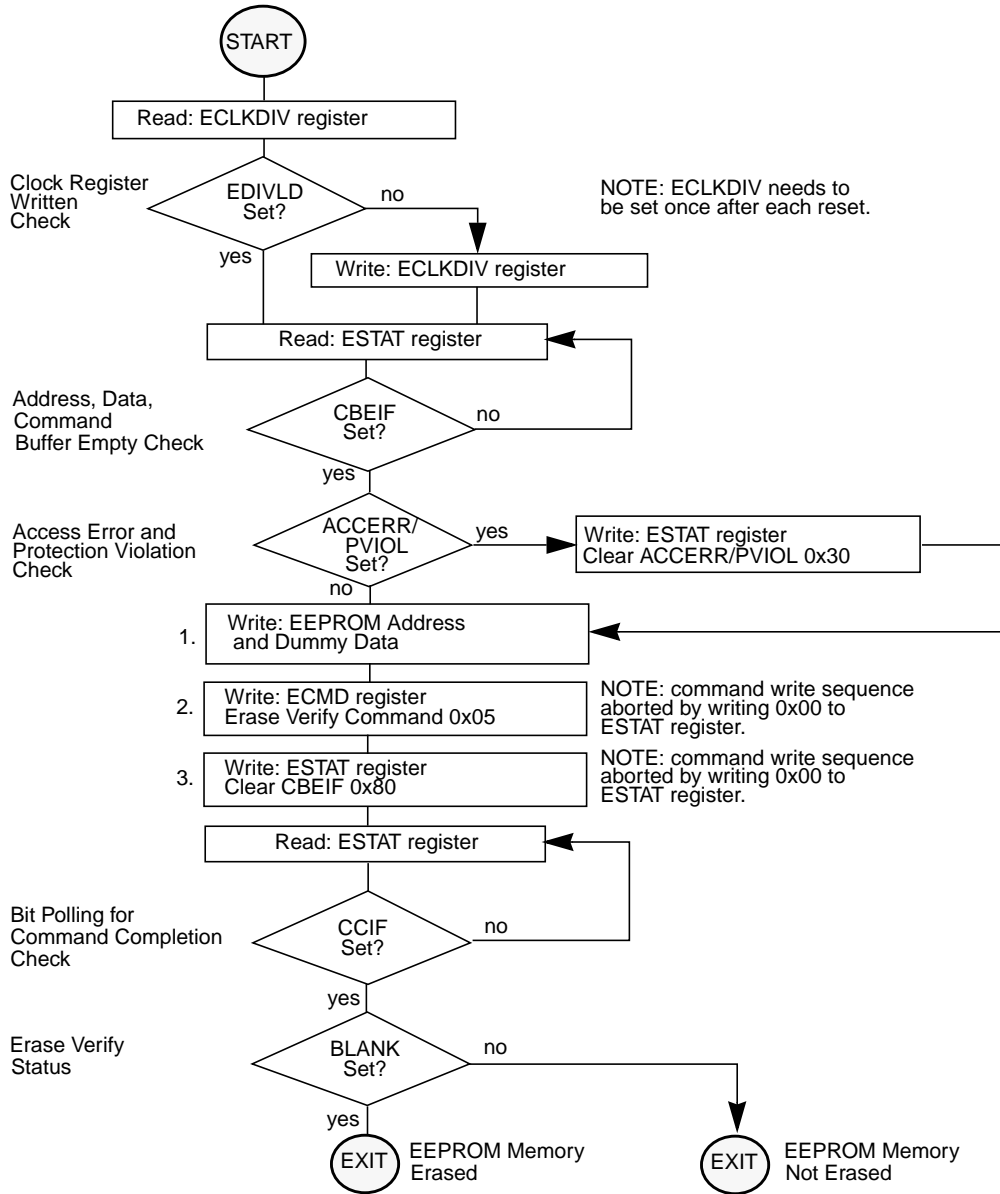 START
Read: ECLKDIV register
Clock Register
Written
Check
EDIVLD
Set?
no
yes
NOTE: ECLKDIV needs to
be set once after each reset.
Write: ECLKDIV register
Read: ESTAT register
Address, Data,
Command
Buffer Empty Check
CBEIF
Set?
no
yes
Access Error and
Protection Violation
Check
ACCERR/
PVIOL
Set?
yes
no
Write: ESTAT register
Clear ACCERR/PVIOL 0x30
1.
Write: EEPROM Address
and Dummy Data
2.
Write: ECMD register
Erase Verify Command 0x05
NOTE: command write sequence
aborted by writing 0x00 to
ESTAT register.
3.
Write: ESTAT register
Clear CBEIF 0x80
NOTE: command write sequence
aborted by writing 0x00 to
ESTAT register.
Read: ESTAT register
Bit Polling for
Command Completion
Check
CCIF
Set?
no
yes
Erase Verify
Status
BLANK
Set?
no
yes
EXIT
EEPROM Memory
Erased
EXIT
EEPROM Memory
Not Erased